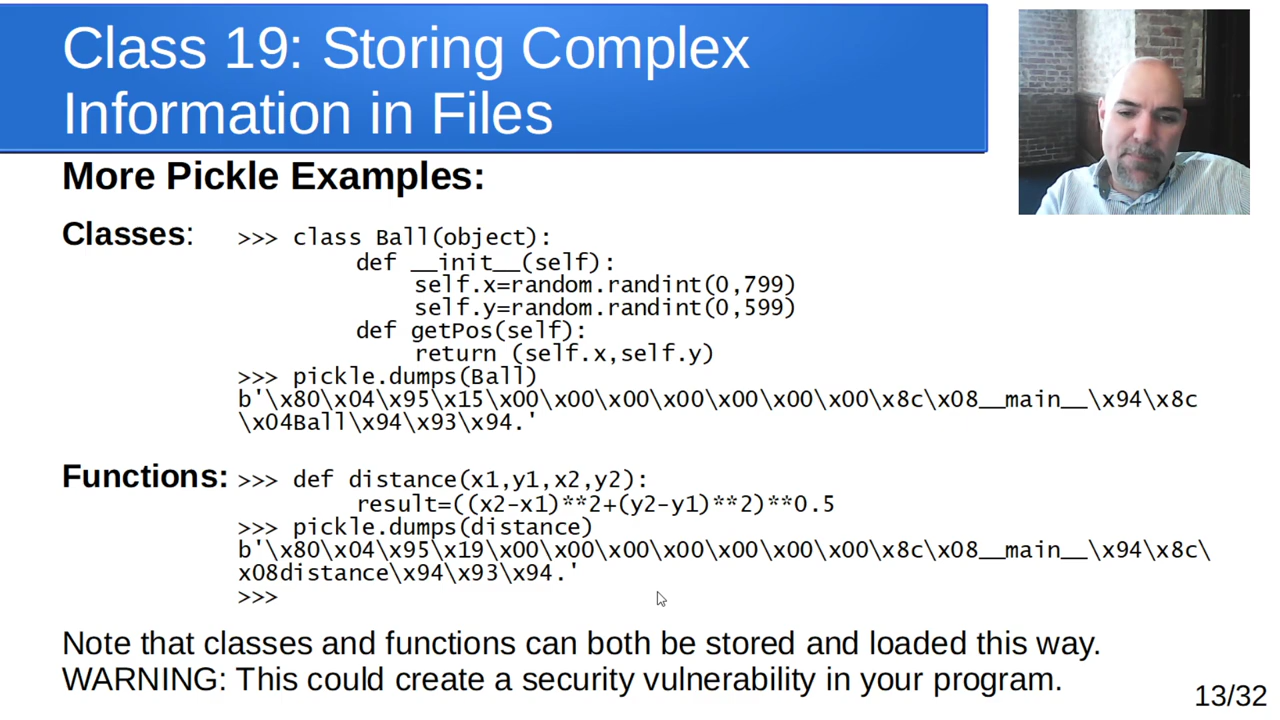 Class 19: Storing Complex
Information in Files
More Pickle Examples:
Classes: >>> class Ball(object):
def __init__(self):
self.x=random.randint(0,799)
self.y=random.randint(0,599)
def getPos(self):
return (self.x,self.y)
>>> pickle.dumps(Ball)
b'\x80\x04\x95\x15\x00\x00\x00\x00\x00\x00\x00\x8c\x08__main__\x94\x8c
\x04Ball\x94\x93\x94.'
Functions: >>> def distance(x1,y1,x2,y2):
result=((x2-x1)**2+(y2-y1)**2)**0.5
>>> pickle.dumps(distance)
b'\x80\x04\x95\x19\x00\x00\x00\x00\x00\x00\x00\x8c\x08__main__\x94\x8c\
x08distance\x94\x93\x94.'
>>>
Note that classes and functions can both be stored and loaded this way.
WARNING: This could create a security vulnerability in your program.
13/32